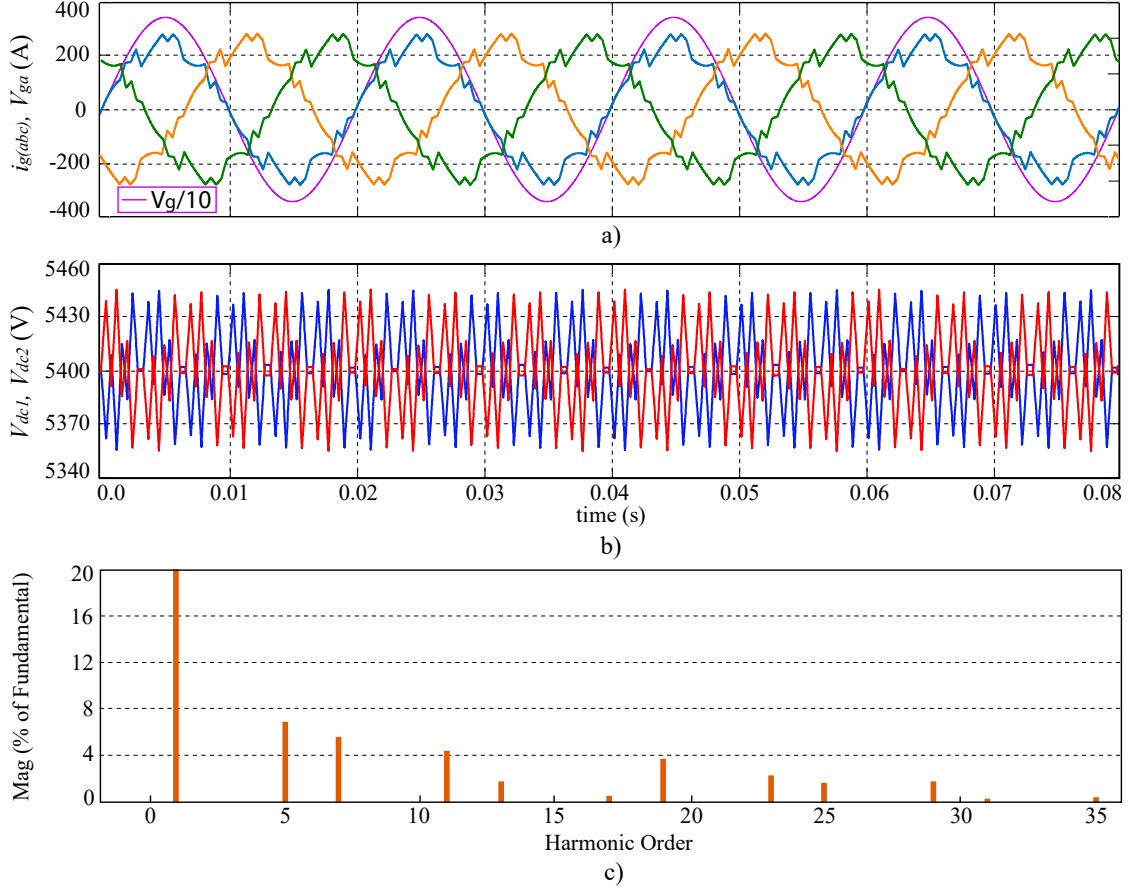 400
200
0
-200
-400
i_g(abc), V_ga (A)
Vg/10
a)
5460
5430
5400
5370
5340
V_dc1, V_dc2 (V)
0.0 0.01 0.02 0.03 0.04 0.05 0.06 0.07 0.08
time (s)
b)
20
16
12
8
4
0
Mag (% of Fundamental)
0 5 10 15 20 25 30 35
Harmonic Order
c)